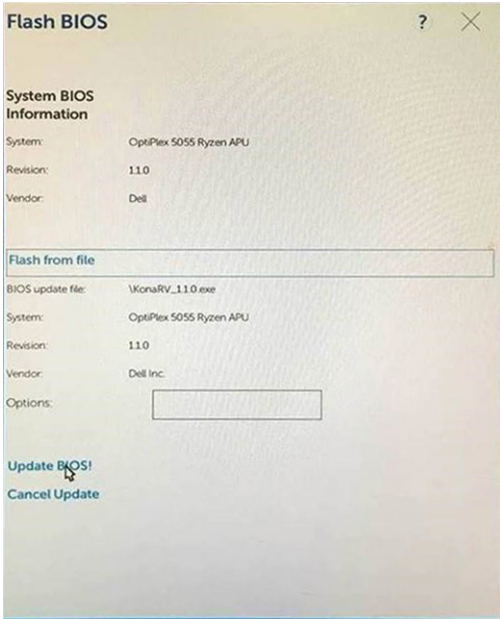 Flash BIOS ?
System BIOS
Information
System: OptiPlex 5055 Ryzen APU
Revision: 1.1.0
Vendor: Dell
Flash from file
BIOS update file: \KonaRV_1.1.0.exe
System: OptiPlex 5055 Ryzen APU
Revision: 1.1.0
Vendor: Dell Inc.
Options:
Update BIOS!
Cancel Update